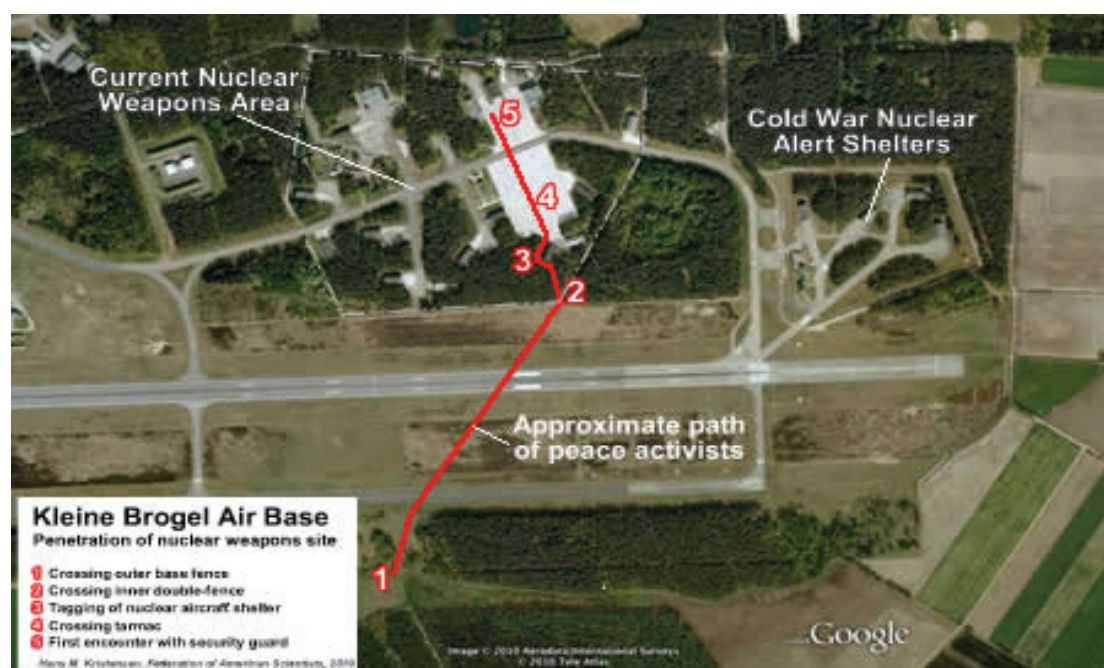 Current Nuclear
Weapons Area
Cold War Nuclear
Alert Shelters
5
4
3
2
Approximate path
of peace activists
1
Kleine Brogel Air Base
Penetration of nuclear weapons site
1 Crossing outer base fence
2 Crossing inner double-fence
3 Tagging of nuclear aircraft shelter
4 Crossing tarmac
5 First encounter with security guard
Hans M. Kristensen, Federation of American Scientists, 2010
Google
Image © 2010 Aerodata International Surveys
© 2010 Tele Atlas